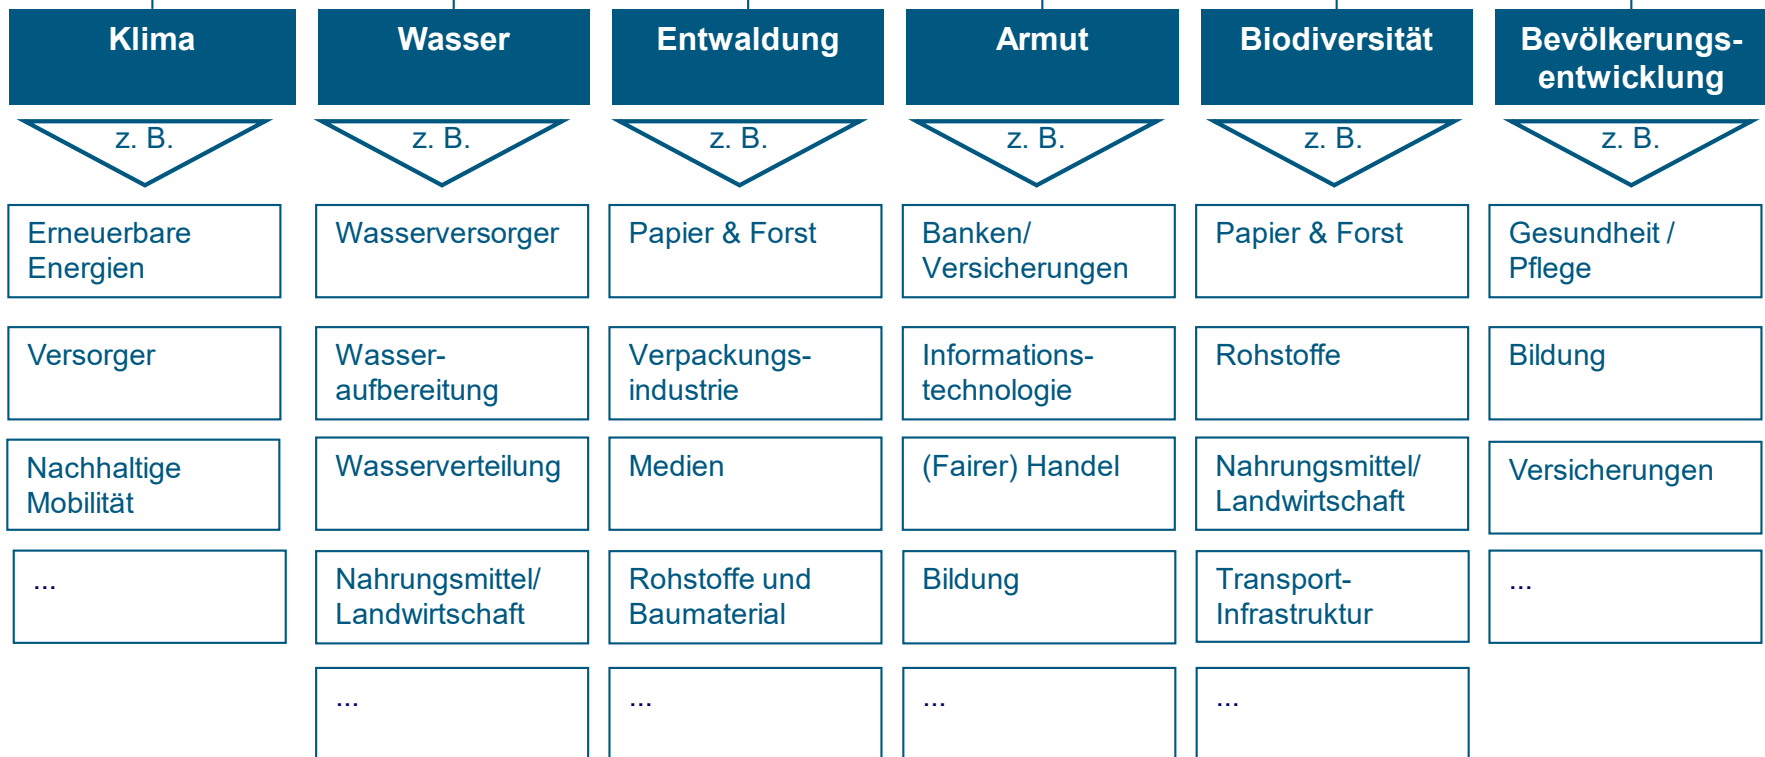 Klima
Wasser
Entwaldung
Armut
Biodiversität
Bevölkerungs-
entwicklung
z. B.
z. B.
z. B.
z. B.
z. B.
z. B.
Erneuerbare
Energien
Wasserversorger
Papier & Forst
Banken/
Versicherungen
Papier & Forst
Gesundheit /
Pflege
Versorger
Wasser-
aufbereitung
Verpackungs-
industrie
Informations-
technologie
Rohstoffe
Bildung
Nachhaltige
Mobilität
Wasserverteilung
Medien
(Fairer) Handel
Nahrungsmittel/
Landwirtschaft
Versicherungen
...
Nahrungsmittel/
Landwirtschaft
Rohstoffe und
Baumaterial
Bildung
Transport-
Infrastruktur
...
...
...
...
...